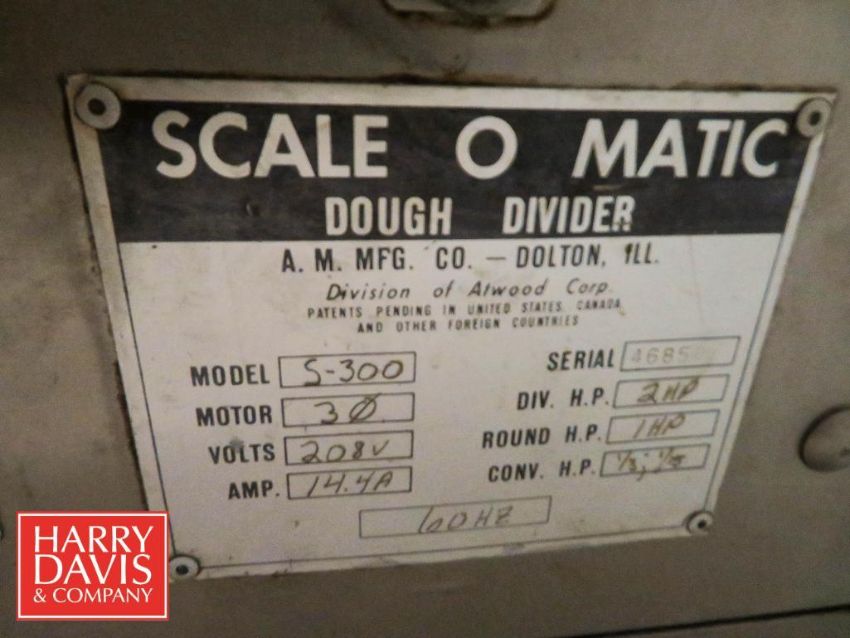 SCALE O MATIC
DOUGH DIVIDER
A. M. MFG. CO. — DOLTON, ILL.
Division of Atwood Corp.
PATENTS PENDING IN UNITED STATES, CANADA
AND OTHER FOREIGN COUNTRIES
MODEL S-300
MOTOR 3Ø
VOLTS 208V
AMP. 14.4A
SERIAL
DIV. H.P. 2HP
ROUND H.P. 1HP
CONV. H.P.
60HZ
HARRY
DAVIS
& COMPANY